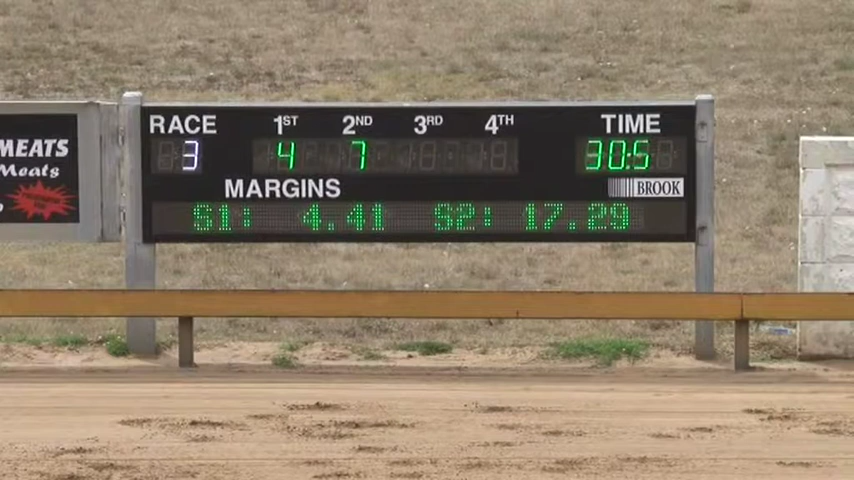 MEATS
Meats
RACE 1ST 2ND 3RD 4TH TIME
3 4 7 30:5
MARGINS BROOK
S1: 4.41 S2: 17.29